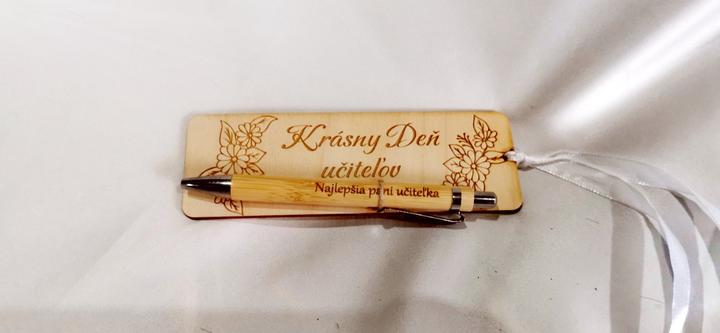 Krásny Deň
učiteľov
Najlepšia pani učiteľka